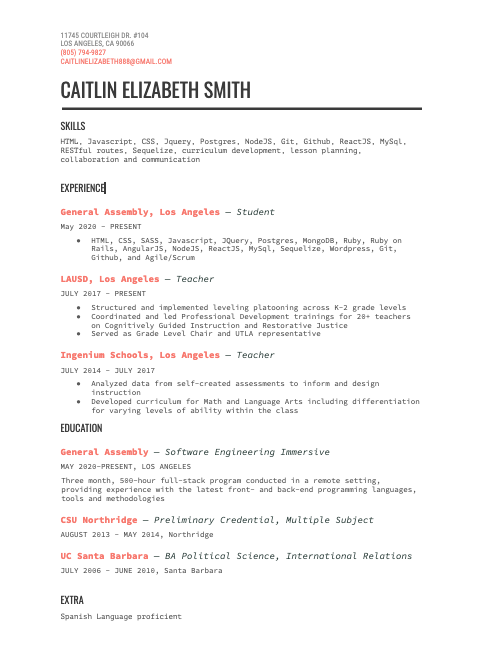 11745 COURTLEIGH DR. #104
LOS ANGELES, CA 90066
(805) 794-9827
CAITLINELIZABETH888@GMAIL.COM
CAITLIN ELIZABETH SMITH
SKILLS
HTML, Javascript, CSS, Jquery, Postgres, NodeJS, Git, Github, ReactJS, MySql,
RESTful routes, Sequelize, curriculum development, lesson planning,
collaboration and communication
EXPERIENCE
General Assembly, Los Angeles — Student
May 2020 - PRESENT
● HTML, CSS, SASS, Javascript, JQuery, Postgres, MongoDB, Ruby, Ruby on
Rails, AngularJS, NodeJS, ReactJS, MySql, Sequelize, Wordpress, Git,
Github, and Agile/Scrum
LAUSD, Los Angeles — Teacher
JULY 2017 - PRESENT
● Structured and implemented leveling platooning across K-2 grade levels
● Coordinated and led Professional Development trainings for 20+ teachers
on Cognitively Guided Instruction and Restorative Justice
● Served as Grade Level Chair and UTLA representative
Ingenium Schools, Los Angeles — Teacher
JULY 2014 - JULY 2017
● Analyzed data from self-created assessments to inform and design
instruction
● Developed curriculum for Math and Language Arts including differentiation
for varying levels of ability within the class
EDUCATION
General Assembly — Software Engineering Immersive
MAY 2020-PRESENT, LOS ANGELES
Three month, 500-hour full-stack program conducted in a remote setting,
providing experience with the latest front- and back-end programming languages,
tools and methodologies
CSU Northridge — Preliminary Credential, Multiple Subject
AUGUST 2013 - MAY 2014, Northridge
UC Santa Barbara — BA Political Science, International Relations
JULY 2006 - JUNE 2010, Santa Barbara
EXTRA
Spanish Language proficient